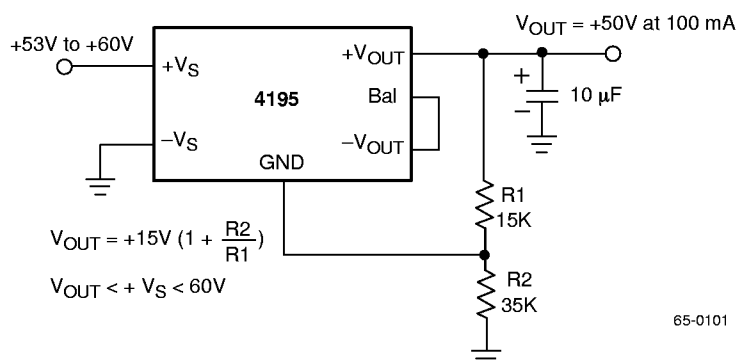 V_OUT = +50V at 100 mA
+53V to +60V
+V_S
+V_OUT
4195
Bal
+
−
10 μF
−V_S
−V_OUT
GND
R1
15K
V_OUT = +15V (1 + R2/R1)
V_OUT < + V_S < 60V
R2
35K
65-0101